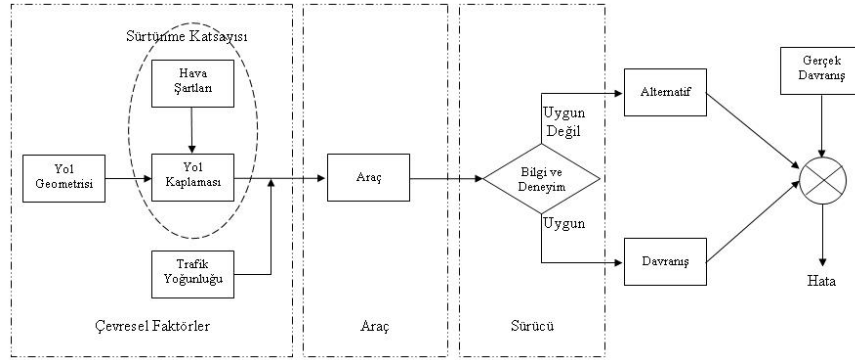 Sürtünme Katsayısı
Hava
Şartları
Yol
Geometrisi
Yol
Kaplaması
Trafik
Yoğunluğu
Çevresel Faktörler
Araç
Araç
Uygun
Değil
Bilgi ve
Deneyim
Uygun
Sürücü
Alternatif
Davranış
Gerçek
Davranış
Hata